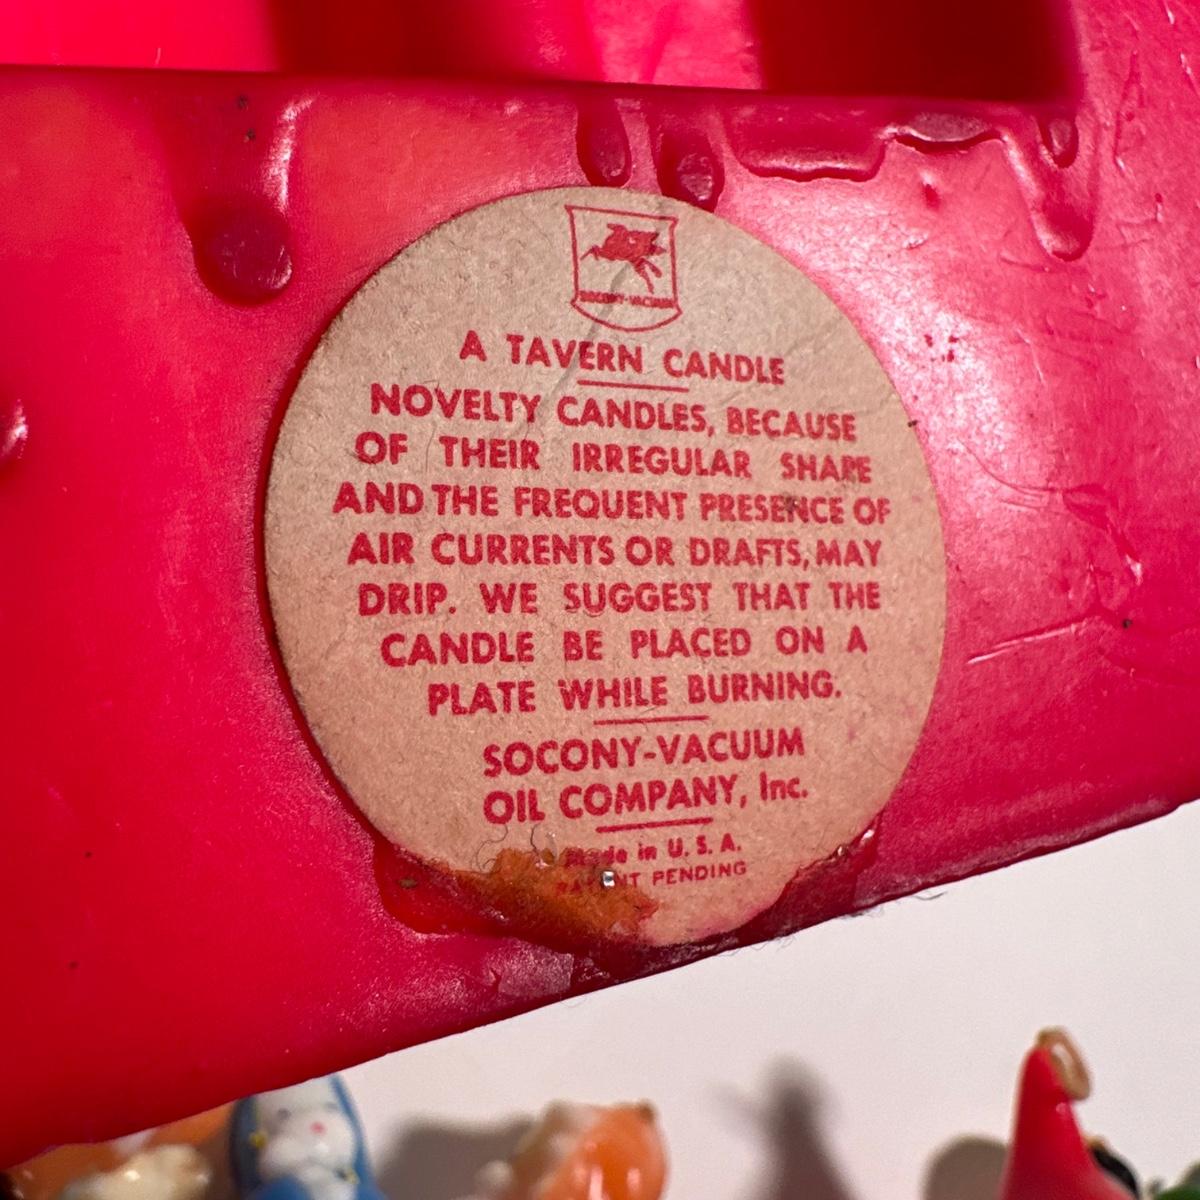 SOCONY-VACUUM
A TAVERN CANDLE
NOVELTY CANDLES, BECAUSE
OF THEIR IRREGULAR SHAPE
AND THE FREQUENT PRESENCE OF
AIR CURRENTS OR DRAFTS, MAY
DRIP. WE SUGGEST THAT THE
CANDLE BE PLACED ON A
PLATE WHILE BURNING.
SOCONY-VACUUM
OIL COMPANY, Inc.
Made in U. S. A.
PATENT PENDING